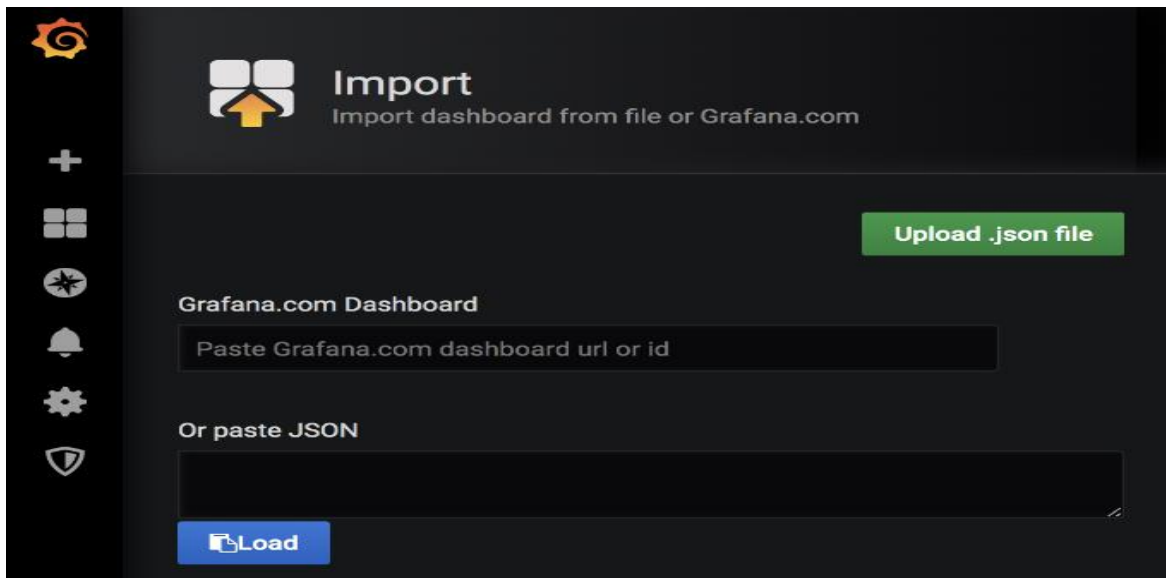 Import
Import dashboard from file or Grafana.com
Upload .json file
Grafana.com Dashboard
Paste Grafana.com dashboard url or id
Or paste JSON
Load